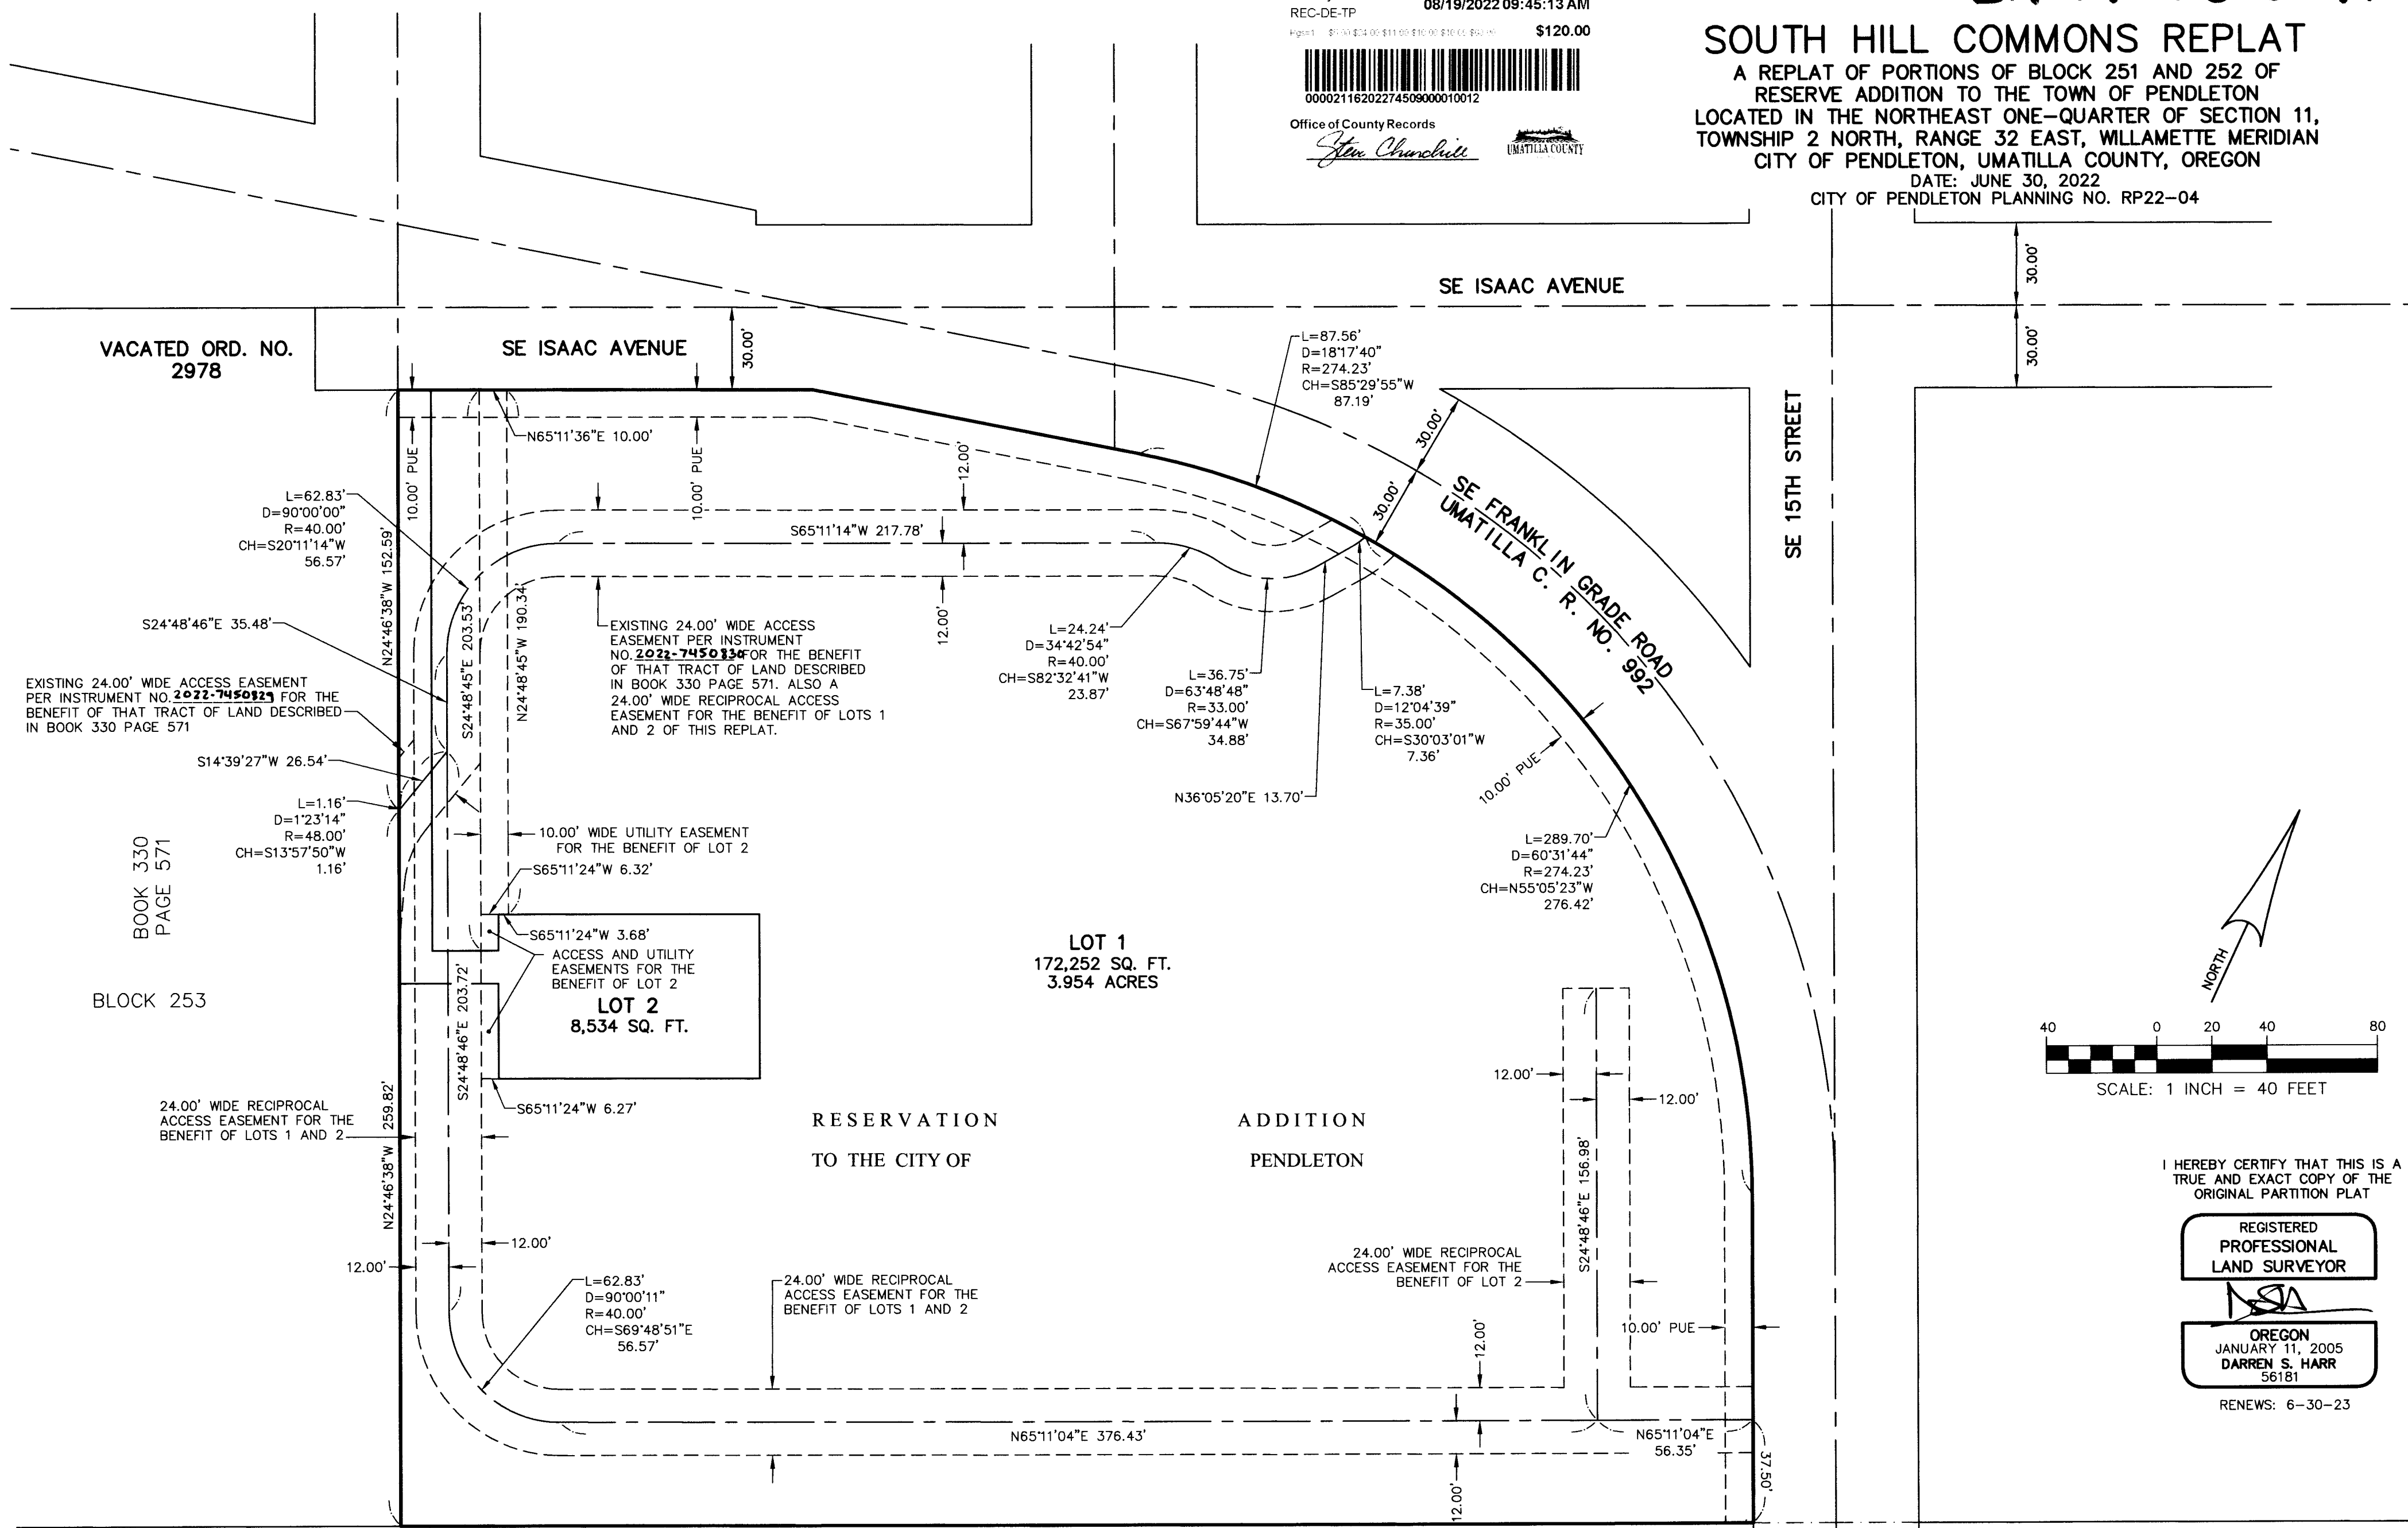 REC-DE-TP
08/19/2022 09:45:13 AM
$120.00
00002116202274509000010012
Office of County Records
Steve Churchill
UMATILLA COUNTY
SOUTH HILL COMMONS REPLAT
A REPLAT OF PORTIONS OF BLOCK 251 AND 252 OF
RESERVE ADDITION TO THE TOWN OF PENDLETON
LOCATED IN THE NORTHEAST ONE-QUARTER OF SECTION 11,
TOWNSHIP 2 NORTH, RANGE 32 EAST, WILLAMETTE MERIDIAN
CITY OF PENDLETON, UMATILLA COUNTY, OREGON
DATE: JUNE 30, 2022
CITY OF PENDLETON PLANNING NO. RP22-04
SE ISAAC AVENUE
30.00'
30.00'
VACATED ORD. NO.
2978
SE ISAAC AVENUE
30.00'
L=87.56'
D=18°17'40"
R=274.23'
CH=S85°29'55"W
87.19'
30.00'
30.00'
SE 15TH STREET
SE FRANKLIN GRADE ROAD
UMATILLA C. R. NO. 992
N65°11'36"E 10.00'
10.00' PUE
10.00' PUE
12.00'
L=62.83'
D=90°00'00"
R=40.00'
CH=S20°11'14"W
56.57'
N24°46'38"W 152.59'
S65°11'14"W 217.78'
S24°48'46"E 35.48'
S24°48'45"E 203.53'
N24°48'45"W 190.34'
EXISTING 24.00' WIDE ACCESS
EASEMENT PER INSTRUMENT
NO. 2022-7450830 FOR THE BENEFIT
OF THAT TRACT OF LAND DESCRIBED
IN BOOK 330 PAGE 571. ALSO A
24.00' WIDE RECIPROCAL ACCESS
EASEMENT FOR THE BENEFIT OF LOTS 1
AND 2 OF THIS REPLAT.
12.00'
L=24.24'
D=34°42'54"
R=40.00'
CH=S82°32'41"W
23.87'
L=36.75'
D=63°48'48"
R=33.00'
CH=S67°59'44"W
34.88'
L=7.38'
D=12°04'39"
R=35.00'
CH=S30°03'01"W
7.36'
N36°05'20"E 13.70'
10.00' PUE
EXISTING 24.00' WIDE ACCESS EASEMENT
PER INSTRUMENT NO. 2022-7450829 FOR THE
BENEFIT OF THAT TRACT OF LAND DESCRIBED
IN BOOK 330 PAGE 571
S14°39'27"W 26.54'
L=1.16'
D=1°23'14"
R=48.00'
CH=S13°57'50"W
1.16'
10.00' WIDE UTILITY EASEMENT
FOR THE BENEFIT OF LOT 2
S65°11'24"W 6.32'
L=289.70'
D=60°31'44"
R=274.23'
CH=N55°05'23"W
276.42'
BOOK 330
PAGE 571
BLOCK 253
S65°11'24"W 3.68'
ACCESS AND UTILITY
EASEMENTS FOR THE
BENEFIT OF LOT 2
LOT 2
8,534 SQ. FT.
LOT 1
172,252 SQ. FT.
3.954 ACRES
S24°48'46"E 203.72'
S65°11'24"W 6.27'
NORTH
40 0 20 40 80
SCALE: 1 INCH = 40 FEET
24.00' WIDE RECIPROCAL
ACCESS EASEMENT FOR THE
BENEFIT OF LOTS 1 AND 2
N24°46'38"W 259.82'
RESERVATION ADDITION
TO THE CITY OF PENDLETON
12.00'
12.00'
S24°48'46"E 156.98'
I HEREBY CERTIFY THAT THIS IS A
TRUE AND EXACT COPY OF THE
ORIGINAL PARTITION PLAT
REGISTERED
PROFESSIONAL
LAND SURVEYOR
OREGON
JANUARY 11, 2005
DARREN S. HARR
56181
RENEWS: 6-30-23
12.00'
12.00'
L=62.83'
D=90°00'11"
R=40.00'
CH=S69°48'51"E
56.57'
24.00' WIDE RECIPROCAL
ACCESS EASEMENT FOR THE
BENEFIT OF LOTS 1 AND 2
24.00' WIDE RECIPROCAL
ACCESS EASEMENT FOR THE
BENEFIT OF LOT 2
12.00'
10.00' PUE
N65°11'04"E 376.43'
N65°11'04"E
56.35'
12.00'
37.50'